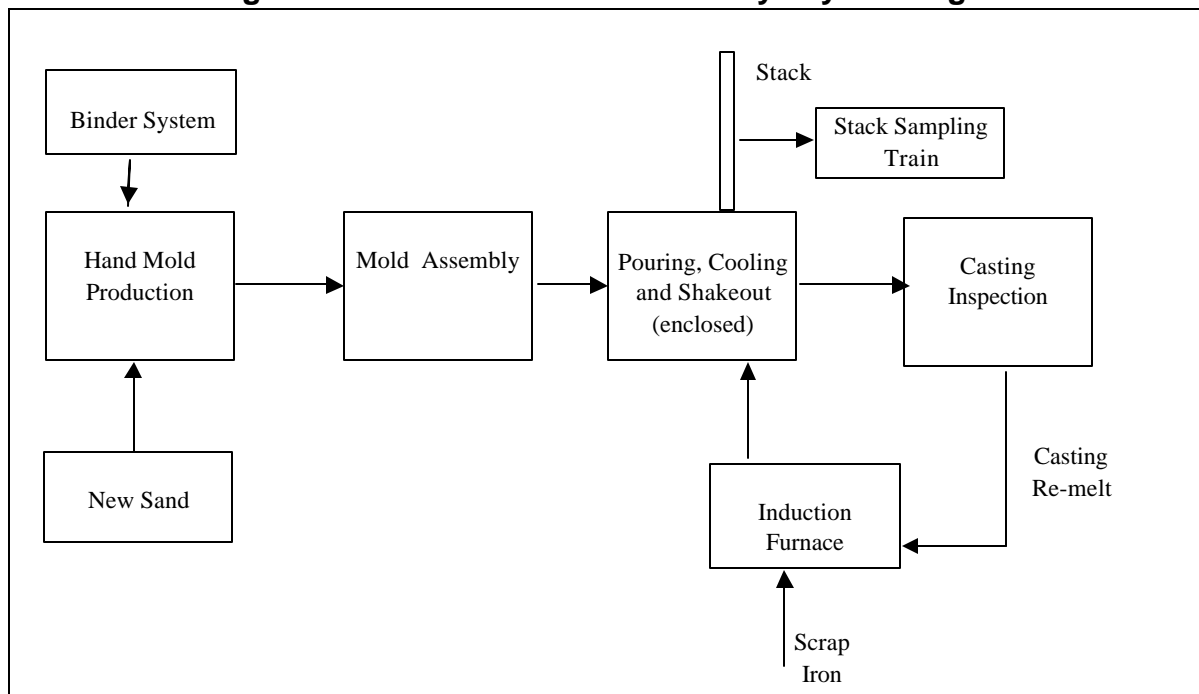 Stack
Binder System
Stack Sampling
Train
Hand Mold
Production
Mold Assembly
Pouring, Cooling
and Shakeout
(enclosed)
Casting
Inspection
New Sand
Casting
Re-melt
Induction
Furnace
Scrap
Iron